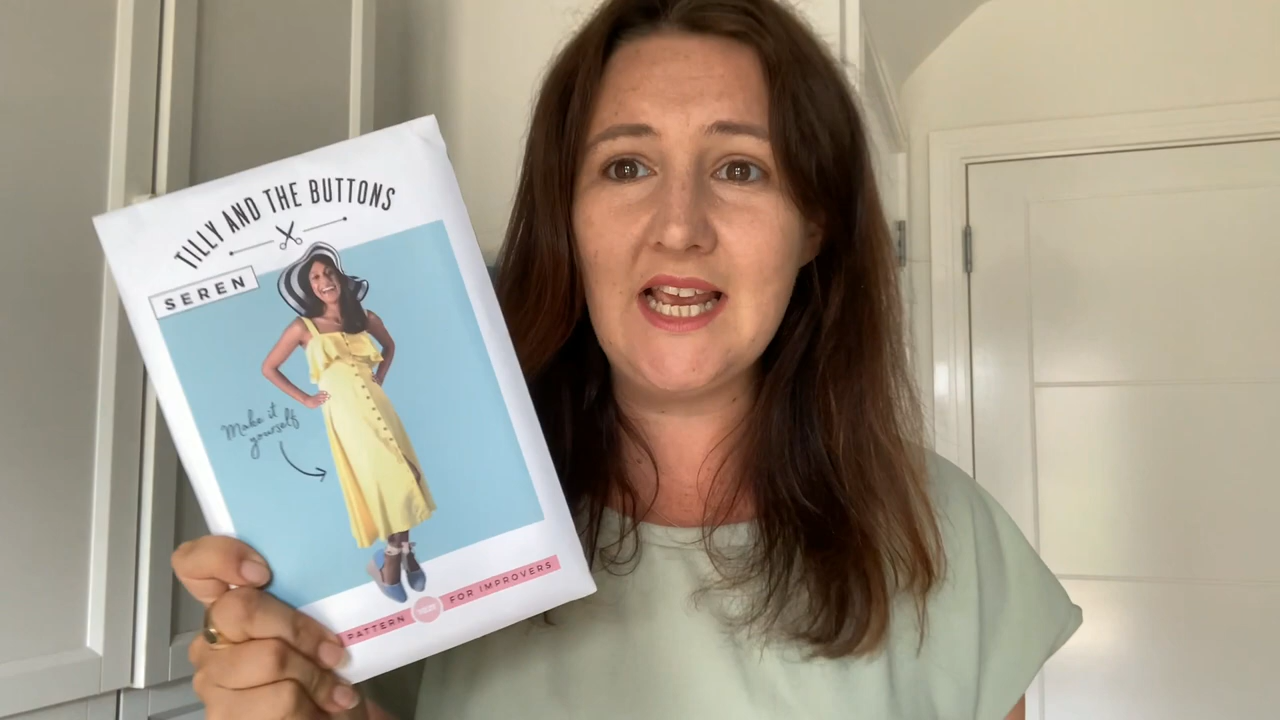 TILLY AND THE BUTTONS
SEREN
Make it
yourself
PATTERN
FOR IMPROVERS